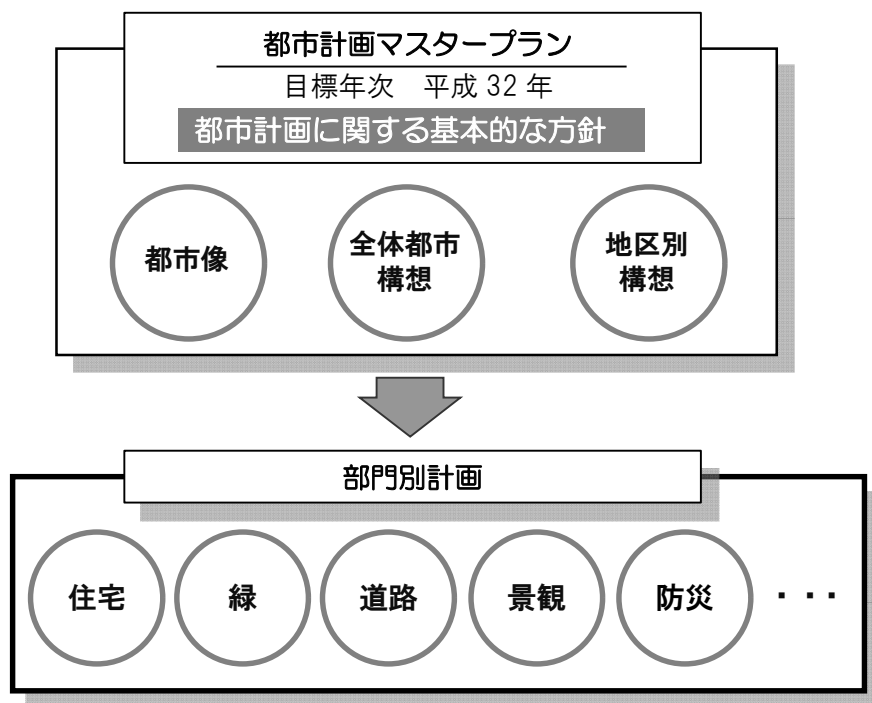 都市計画マスタープラン
目標年次　平成 32 年
都市計画に関する基本的な方針
都市像
全体都市
構想
地区別
構想
部門別計画
住宅
緑
道路
景観
防災
・・・